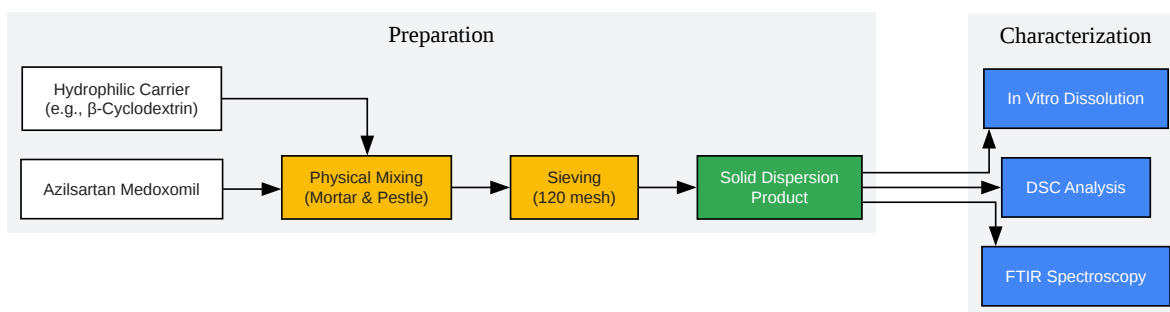 Preparation
Hydrophilic Carrier
(e.g., β-Cyclodextrin)
Azilsartan Medoxomil
Physical Mixing
(Mortar & Pestle)
Sieving
(120 mesh)
Solid Dispersion
Product
Characterization
In Vitro Dissolution
DSC Analysis
FTIR Spectroscopy